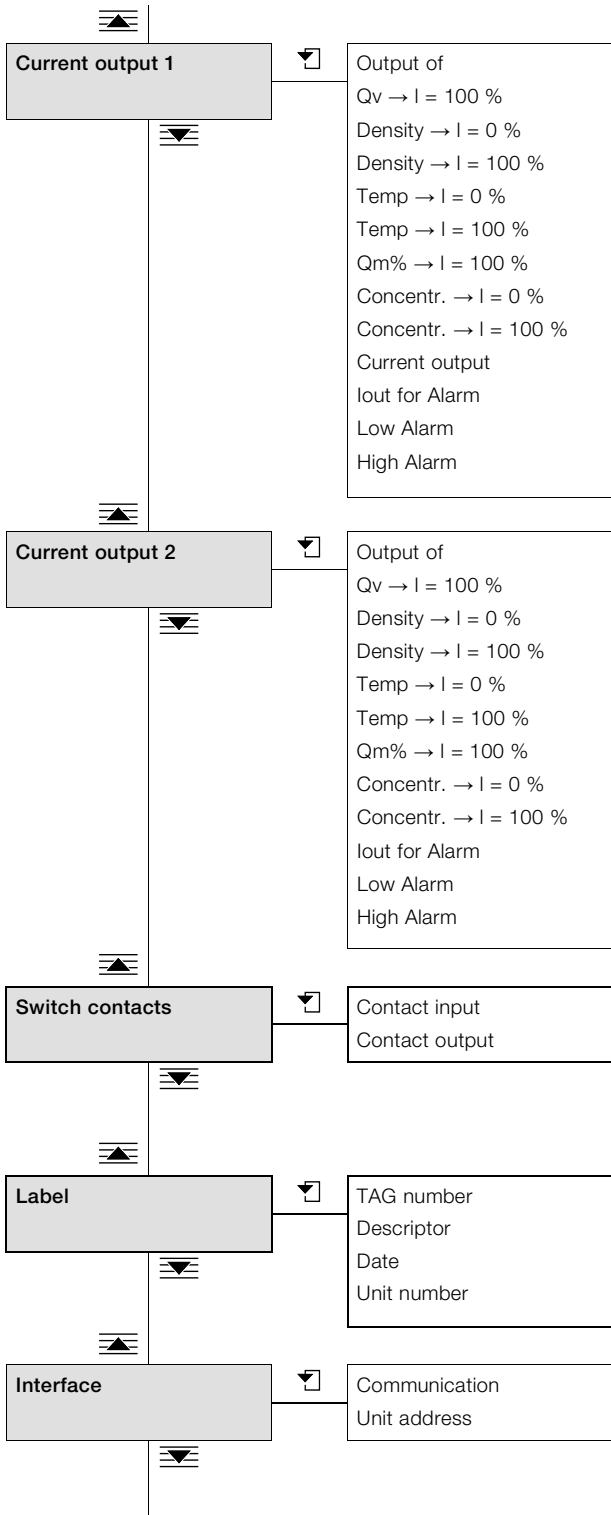 Current output 1
Output of
Qv → I = 100 %
Density → I = 0 %
Density → I = 100 %
Temp → I = 0 %
Temp → I = 100 %
Qm% → I = 100 %
Concentr. → I = 0 %
Concentr. → I = 100 %
Current output
Iout for Alarm
Low Alarm
High Alarm
Current output 2
Output of
Qv → I = 100 %
Density → I = 0 %
Density → I = 100 %
Temp → I = 0 %
Temp → I = 100 %
Qm% → I = 100 %
Concentr. → I = 0 %
Concentr. → I = 100 %
Iout for Alarm
Low Alarm
High Alarm
Switch contacts
Contact input
Contact output
Label
TAG number
Descriptor
Date
Unit number
Interface
Communication
Unit address